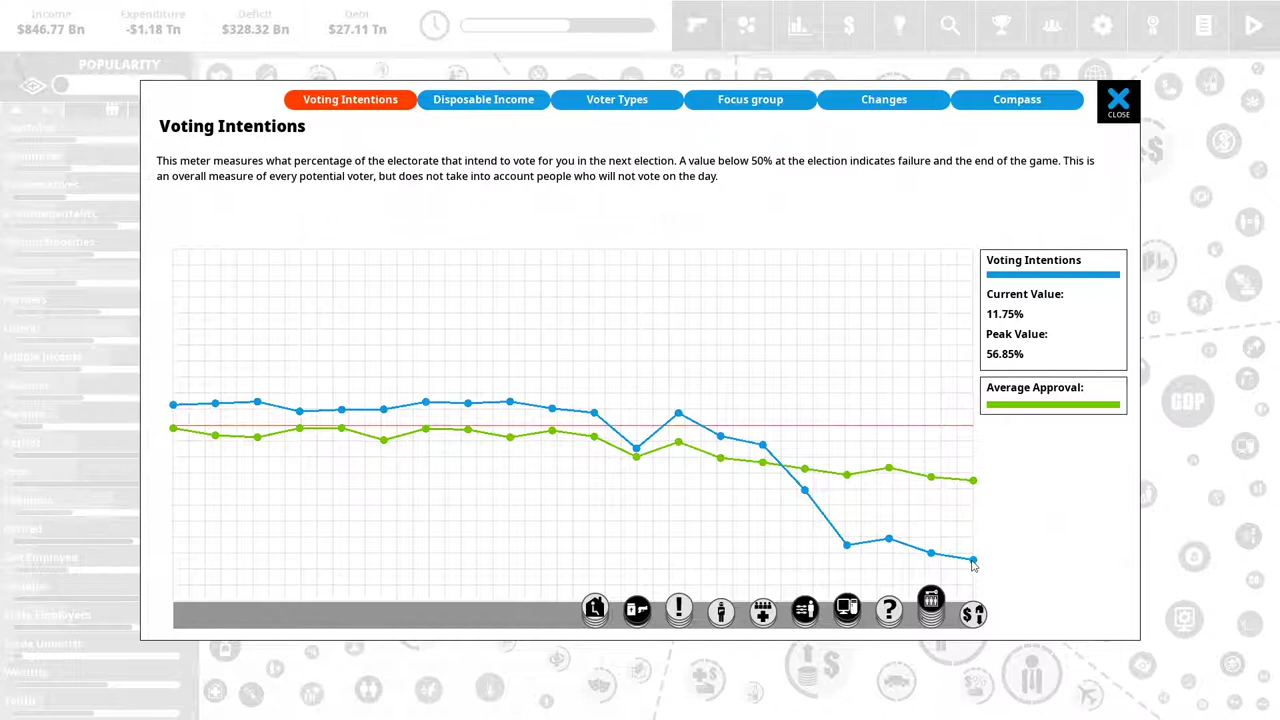 Income
Expenditure
Deficit
Debt
$846.77 Bn
-$1.18 Tn
$328.32 Bn
$27.11 Tn
POPULARITY
CLOSE
Voting Intentions
Disposable Income
Voter Types
Focus group
Changes
Compass
Voting Intentions
This meter measures what percentage of the electorate that intend to vote for you in the next election. A value below 50% at the election indicates failure and the end of the game. This is
an overall measure of every potential voter, but does not take into account people who will not vote on the day.
Voting Intentions
Current Value:
11.75%
Peak Value:
56.85%
Average Approval:
Middle Income
Retired
GDP